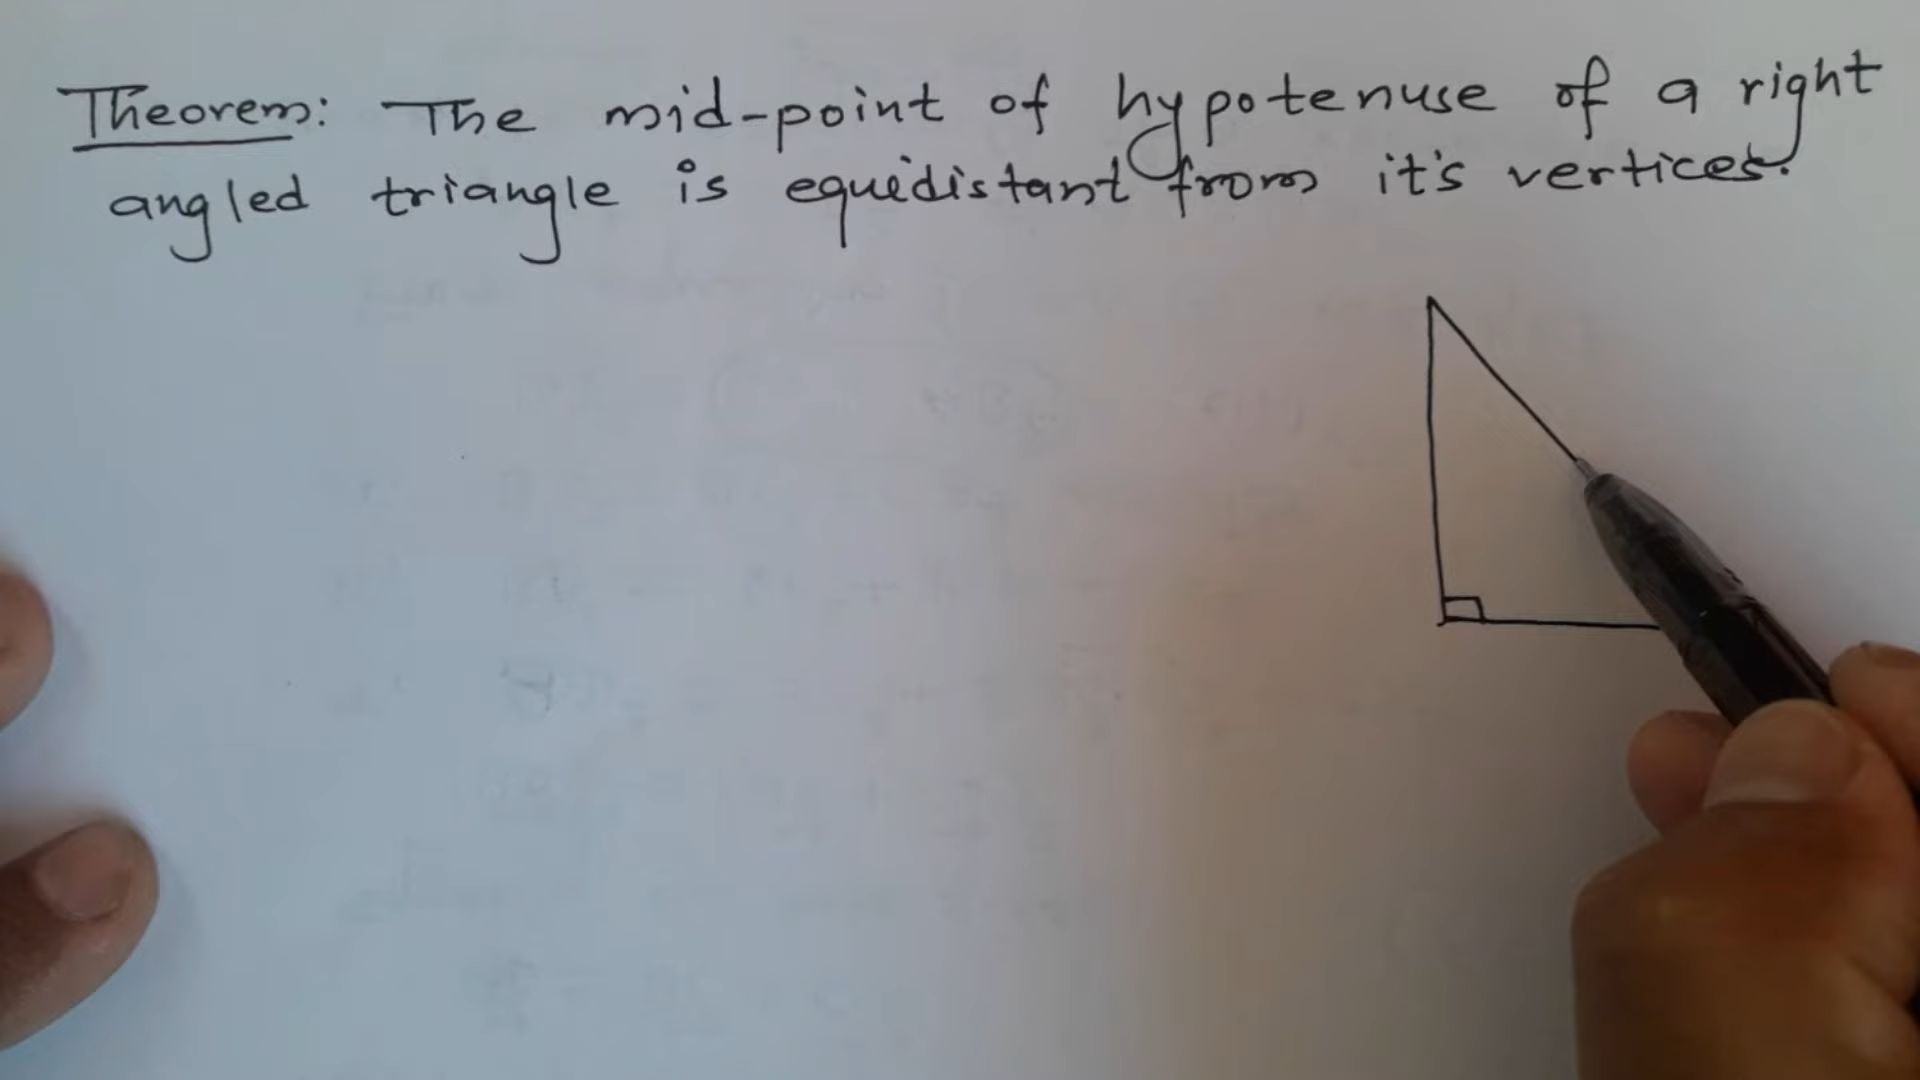 Theorem: The mid-point of hypotenuse of a right
angled triangle is equidistant from it's vertices.